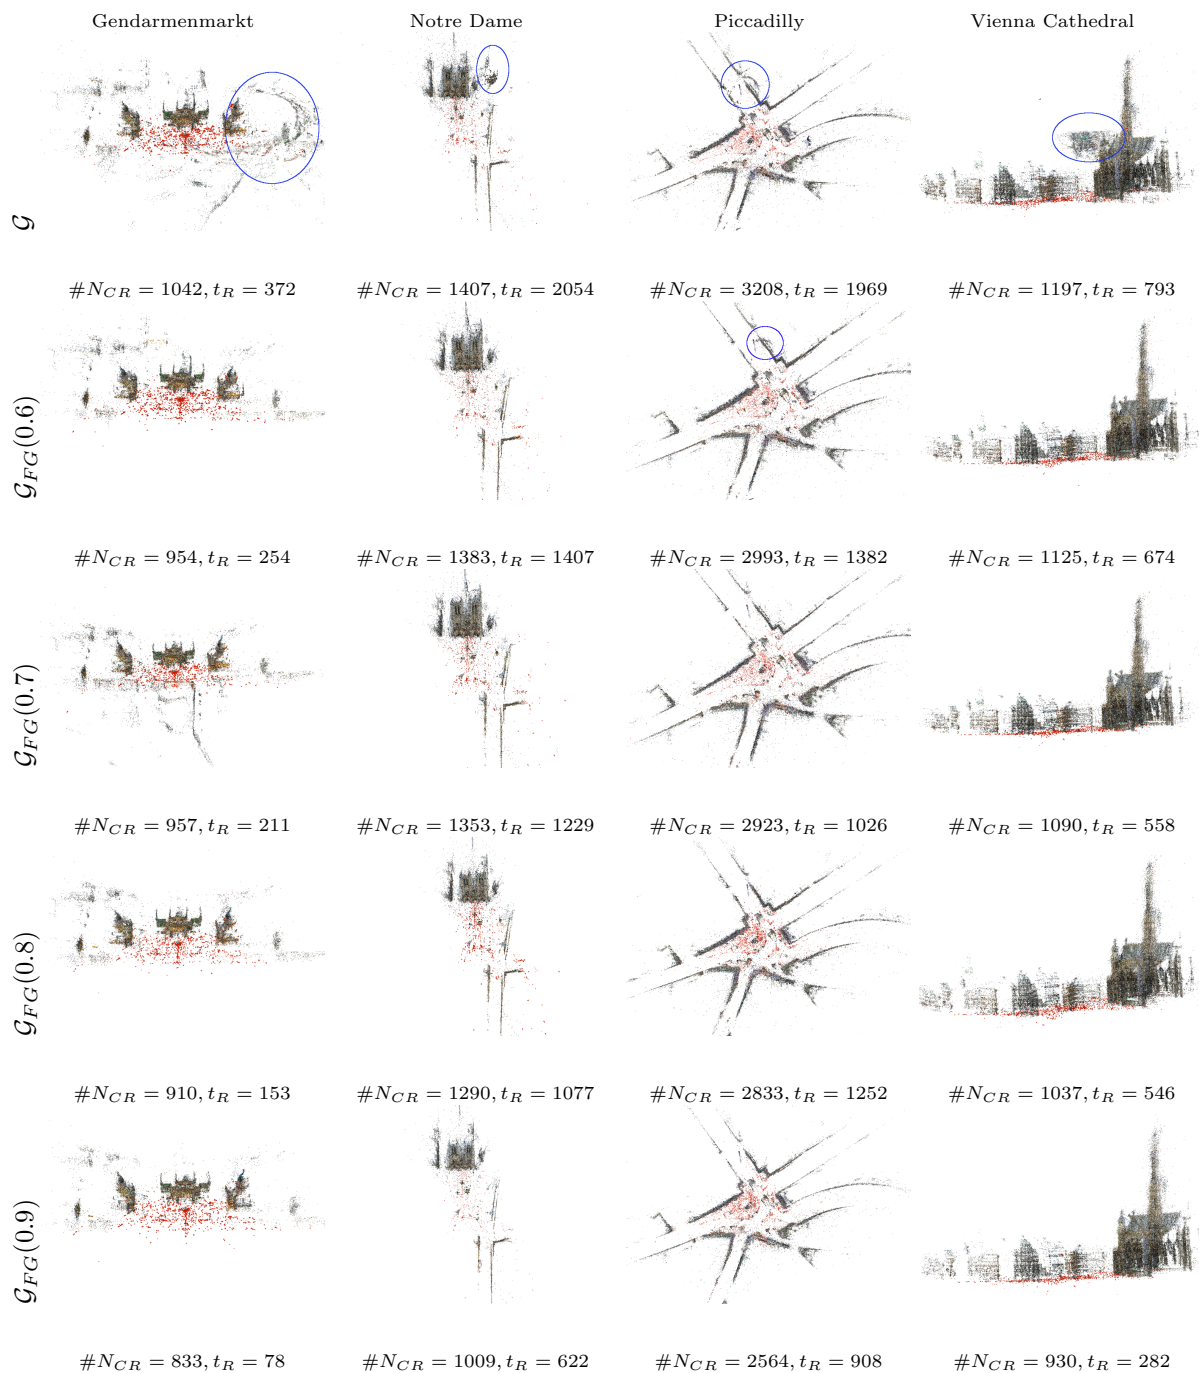 Gendarmenmarkt Notre Dame Piccadilly Vienna Cathedral
𝒢
#N_CR = 1042, t_R = 372 #N_CR = 1407, t_R = 2054 #N_CR = 3208, t_R = 1969 #N_CR = 1197, t_R = 793
𝒢_FG(0.6)
#N_CR = 954, t_R = 254 #N_CR = 1383, t_R = 1407 #N_CR = 2993, t_R = 1382 #N_CR = 1125, t_R = 674
𝒢_FG(0.7)
#N_CR = 957, t_R = 211 #N_CR = 1353, t_R = 1229 #N_CR = 2923, t_R = 1026 #N_CR = 1090, t_R = 558
𝒢_FG(0.8)
#N_CR = 910, t_R = 153 #N_CR = 1290, t_R = 1077 #N_CR = 2833, t_R = 1252 #N_CR = 1037, t_R = 546
𝒢_FG(0.9)
#N_CR = 833, t_R = 78 #N_CR = 1009, t_R = 622 #N_CR = 2564, t_R = 908 #N_CR = 930, t_R = 282